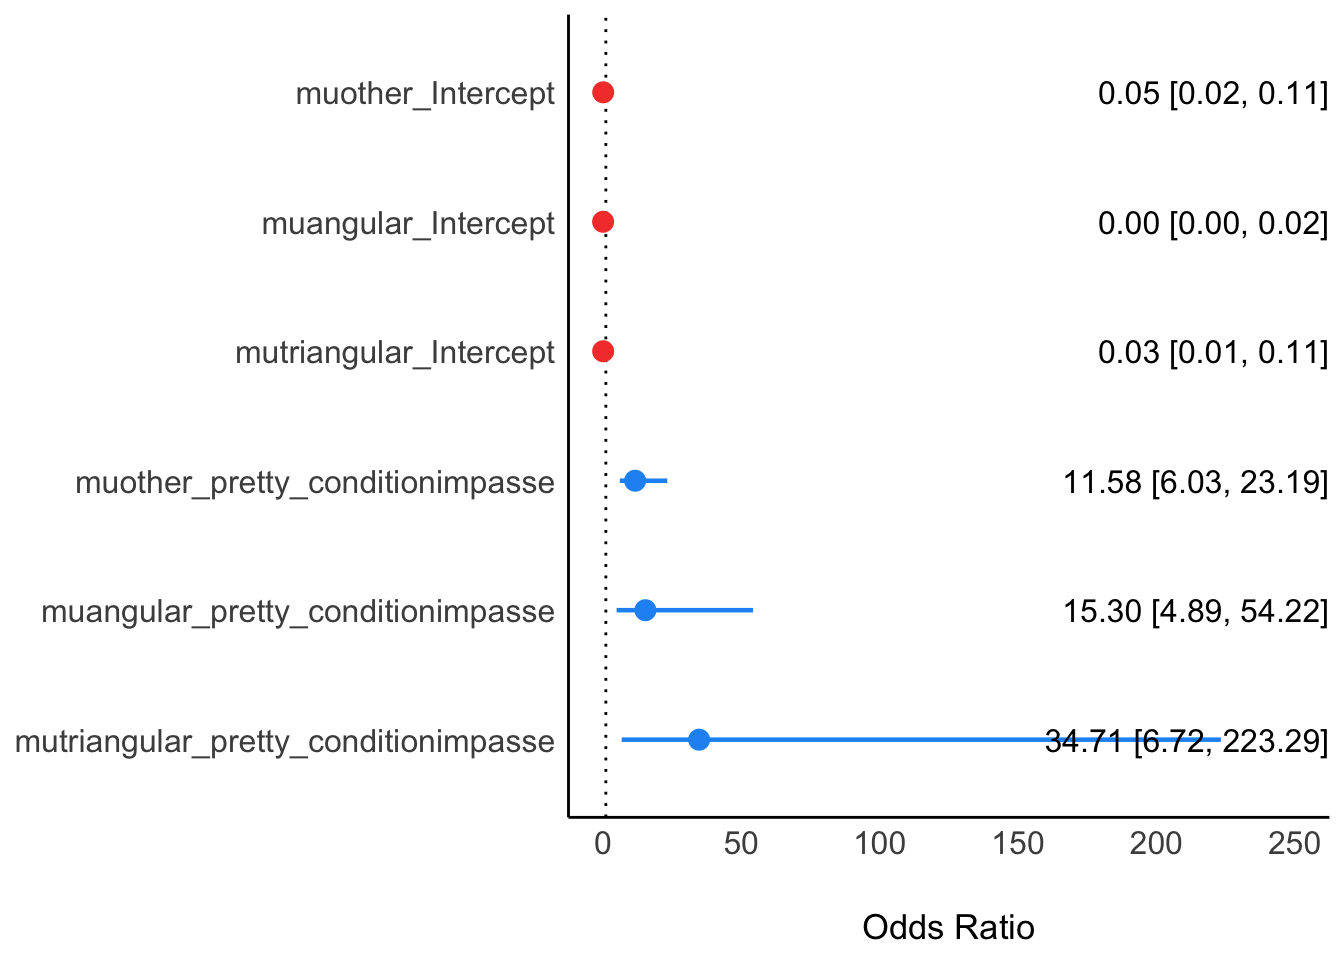 muother_Intercept 0.05 [0.02, 0.11]
muangular_Intercept 0.00 [0.00, 0.02]
mutriangular_Intercept 0.03 [0.01, 0.11]
muother_pretty_conditionimpasse 11.58 [6.03, 23.19]
muangular_pretty_conditionimpasse 15.30 [4.89, 54.22]
mutriangular_pretty_conditionimpasse 34.71 [6.72, 223.29]
0 50 100 150 200 250
Odds Ratio